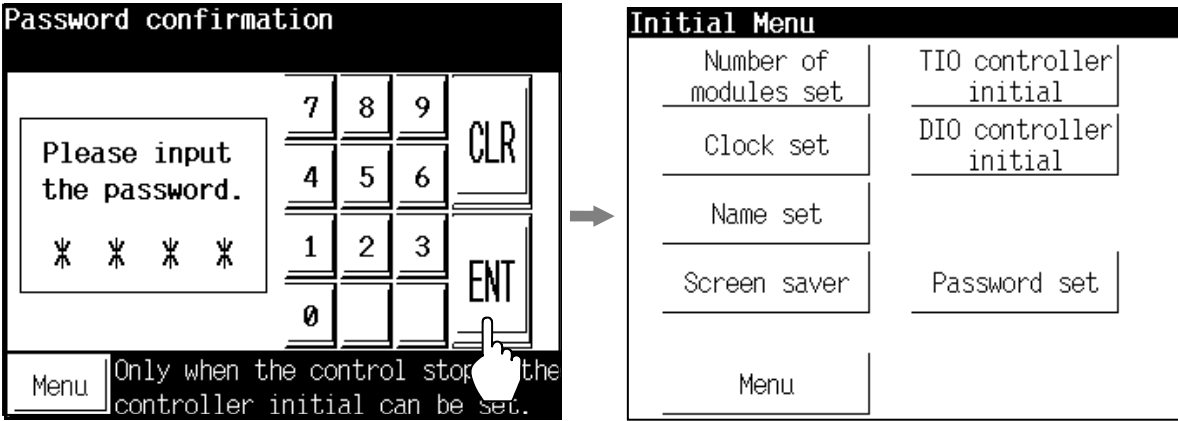 Password confirmation
Please input
the password.
* * * *
7 8 9
CLR
4 5 6
1 2 3
ENT
0
Menu
Only when the control stop the
controller initial can be set.
Initial Menu
Number of
modules set
TIO controller
initial
Clock set
DIO controller
initial
Name set
Screen saver
Password set
Menu